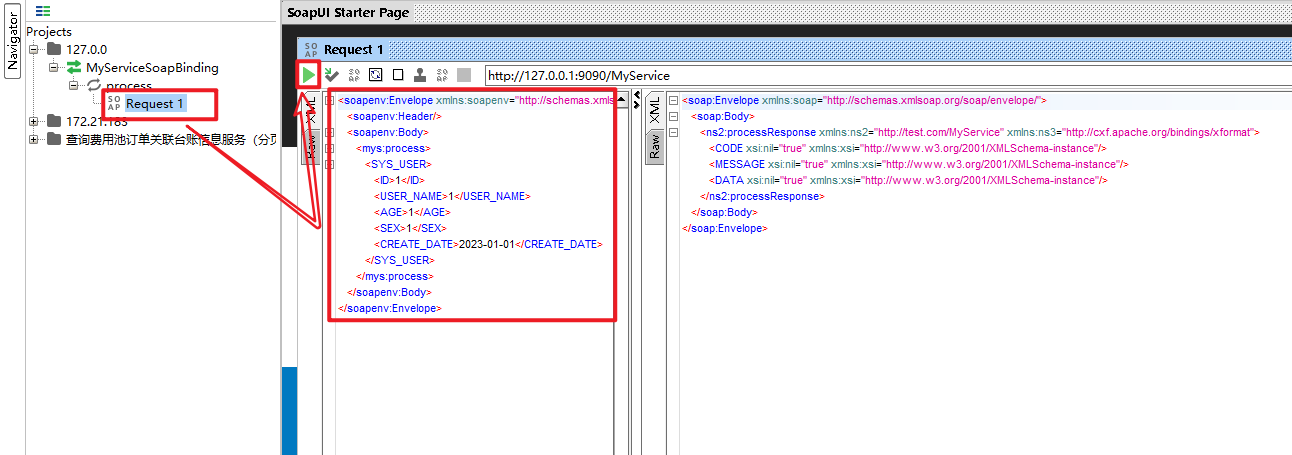 Navigator
Projects
127.0.0
MyServiceSoapBinding
process
SOAP
Request 1
172.21.183
查询费用池订单关联台账信息服务（分页
SoapUI Starter Page
SOAP
Request 1
http://127.0.0.1:9090/MyService
XML
Raw
<soapenv:Envelope xmlns:soapenv="http://schemas.xmls
<soapenv:Header/>
<soapenv:Body>
<mys:process>
<SYS_USER>
<ID>1</ID>
<USER_NAME>1</USER_NAME>
<AGE>1</AGE>
<SEX>1</SEX>
<CREATE_DATE>2023-01-01</CREATE_DATE>
</SYS_USER>
</mys:process>
</soapenv:Body>
</soapenv:Envelope>
XML
Raw
<soap:Envelope xmlns:soap="http://schemas.xmlsoap.org/soap/envelope/">
<soap:Body>
<ns2:processResponse xmlns:ns2="http://test.com/MyService" xmlns:ns3="http://cxf.apache.org/bindings/xformat">
<CODE xsi:nil="true" xmlns:xsi="http://www.w3.org/2001/XMLSchema-instance"/>
<MESSAGE xsi:nil="true" xmlns:xsi="http://www.w3.org/2001/XMLSchema-instance"/>
<DATA xsi:nil="true" xmlns:xsi="http://www.w3.org/2001/XMLSchema-instance"/>
</ns2:processResponse>
</soap:Body>
</soap:Envelope>